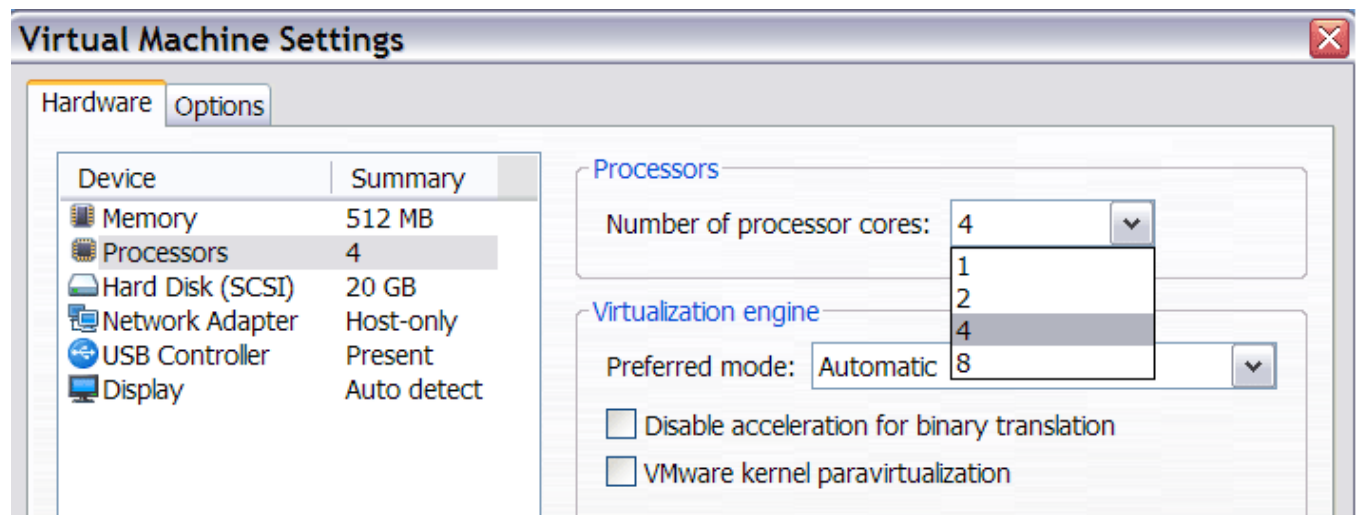 Virtual Machine Settings
Hardware Options
Device Summary
Memory 512 MB
Processors 4
Hard Disk (SCSI) 20 GB
Network Adapter Host-only
USB Controller Present
Display Auto detect
Processors
Number of processor cores: 4
1
2
4
8
Virtualization engine
Preferred mode: Automatic
Disable acceleration for binary translation
VMware kernel paravirtualization